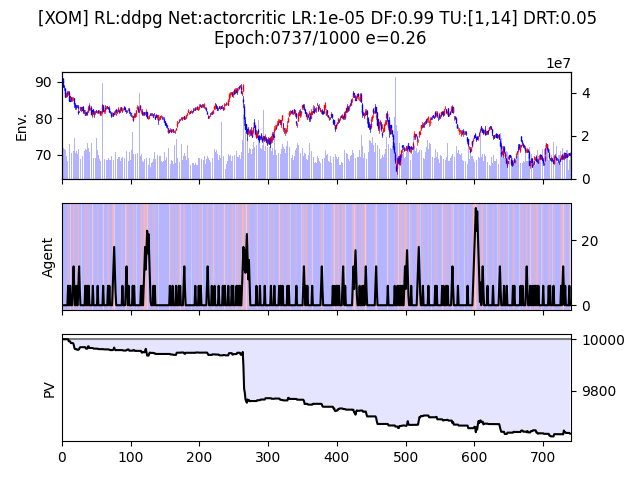 [XOM] RL:ddpg Net:actorcritic LR:1e-05 DF:0.99 TU:[1,14] DRT:0.05
Epoch:0737/1000 e=0.26
1e7
90
80
70
Env.
4
2
0
Agent
20
0
PV
10000
9800
0 100 200 300 400 500 600 700